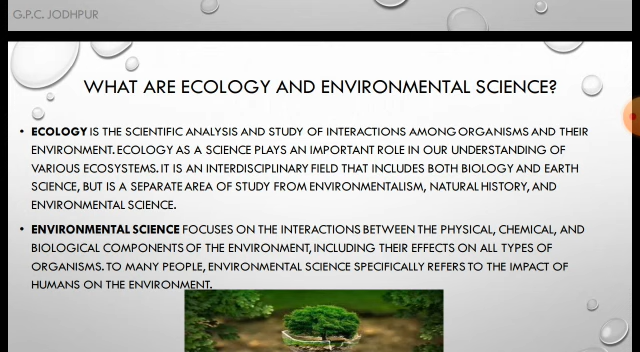 G.P.C. JODHPUR
WHAT ARE ECOLOGY AND ENVIRONMENTAL SCIENCE?
• ECOLOGY IS THE SCIENTIFIC ANALYSIS AND STUDY OF INTERACTIONS AMONG ORGANISMS AND THEIR
ENVIRONMENT. ECOLOGY AS A SCIENCE PLAYS AN IMPORTANT ROLE IN OUR UNDERSTANDING OF
VARIOUS ECOSYSTEMS. IT IS AN INTERDISCIPLINARY FIELD THAT INCLUDES BOTH BIOLOGY AND EARTH
SCIENCE, BUT IS A SEPARATE AREA OF STUDY FROM ENVIRONMENTALISM, NATURAL HISTORY, AND
ENVIRONMENTAL SCIENCE.
• ENVIRONMENTAL SCIENCE FOCUSES ON THE INTERACTIONS BETWEEN THE PHYSICAL, CHEMICAL, AND
BIOLOGICAL COMPONENTS OF THE ENVIRONMENT, INCLUDING THEIR EFFECTS ON ALL TYPES OF
ORGANISMS. TO MANY PEOPLE, ENVIRONMENTAL SCIENCE SPECIFICALLY REFERS TO THE IMPACT OF
HUMANS ON THE ENVIRONMENT.